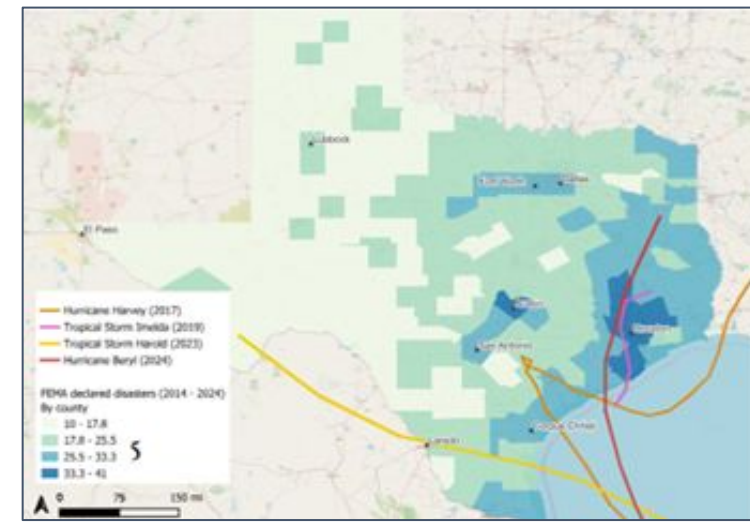 Lubbock
Dallas
El Paso
Austin
Houston
San Antonio
Corpus Christi
Laredo
Hurricane Harvey (2017)
Tropical Storm Imelda (2019)
Tropical Storm Harold (2023)
Hurricane Beryl (2024)
FEMA declared disasters (2014 - 2024)
By county
10 - 17.8
17.8 - 25.5
25.5 - 33.3
33.3 - 41
5
0 75 150 mi